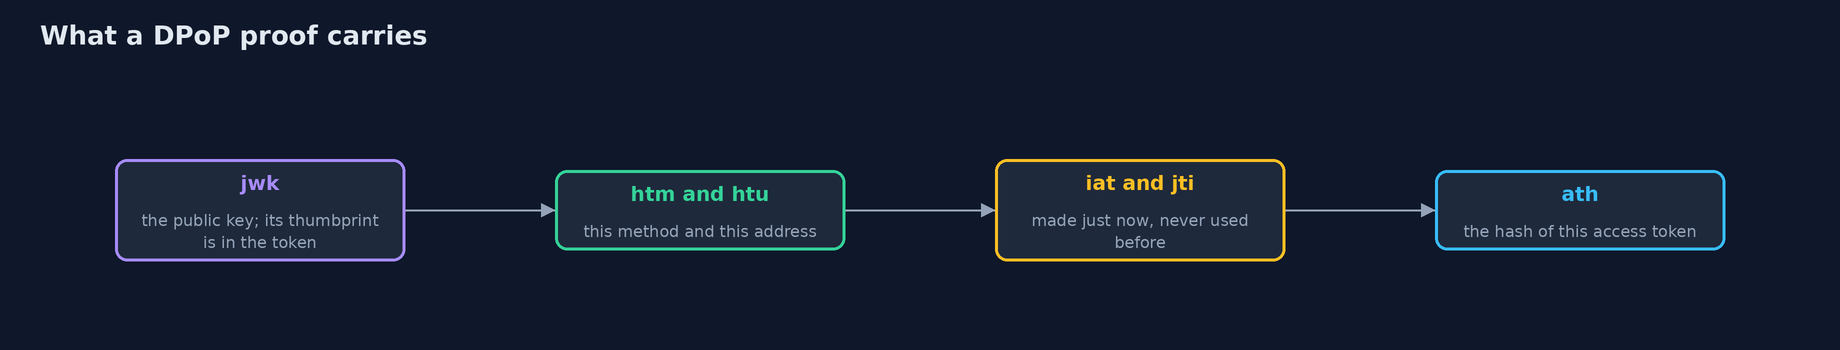 What a DPoP proof carries
jwk
the public key; its thumbprint
is in the token
htm and htu
this method and this address
iat and jti
made just now, never used
before
ath
the hash of this access token